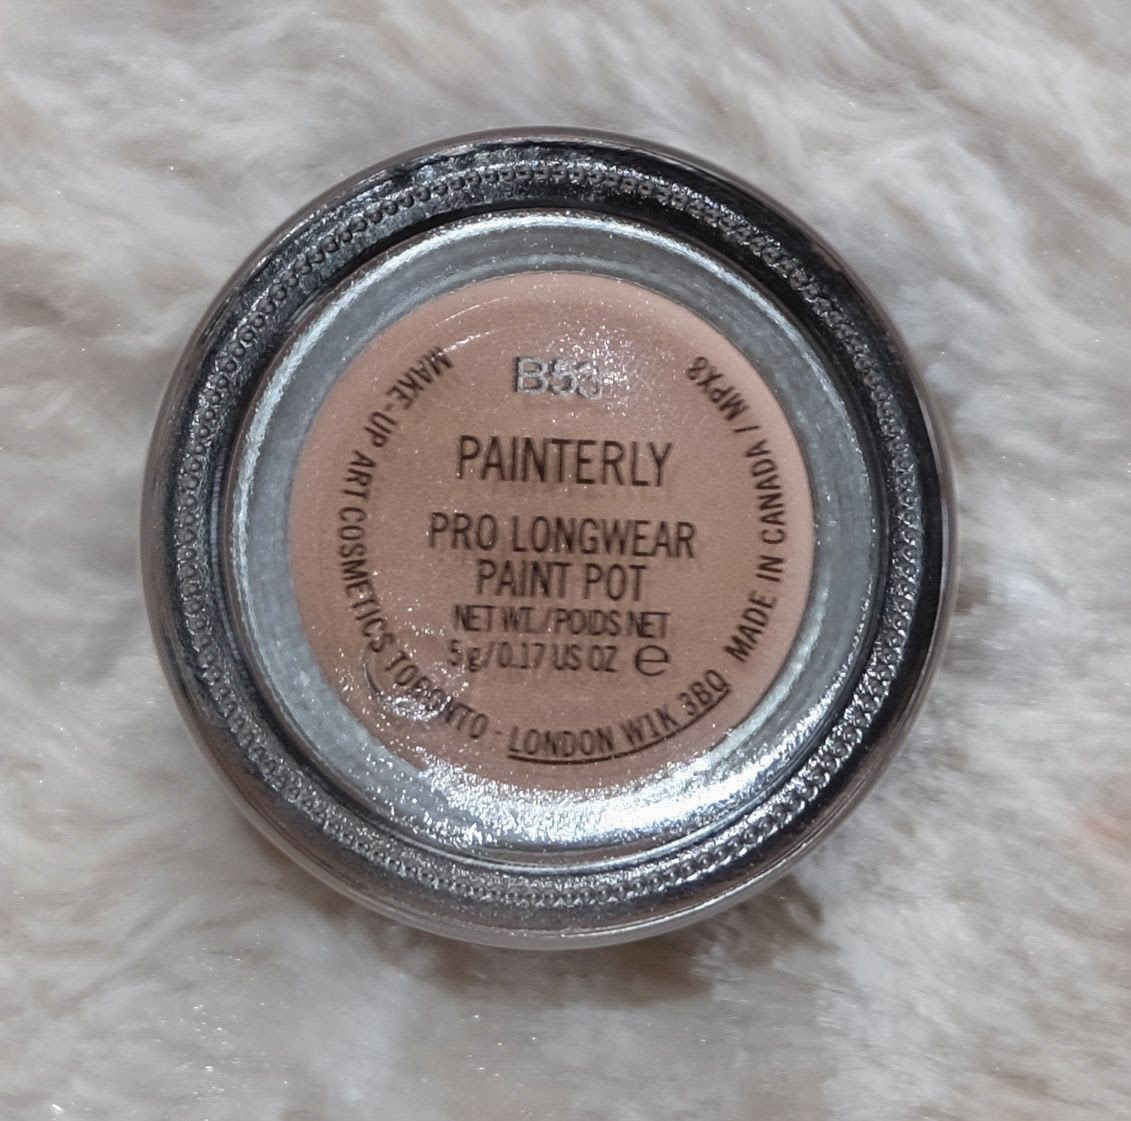 B53
PAINTERLY
PRO LONGWEAR
PAINT POT
NET WT./POIDS NET
5 g/0.17 US OZ ℮
MAKE-UP ART COSMETICS TORONTO · LONDON W1K 3BQ MADE IN CANADA / MPX8